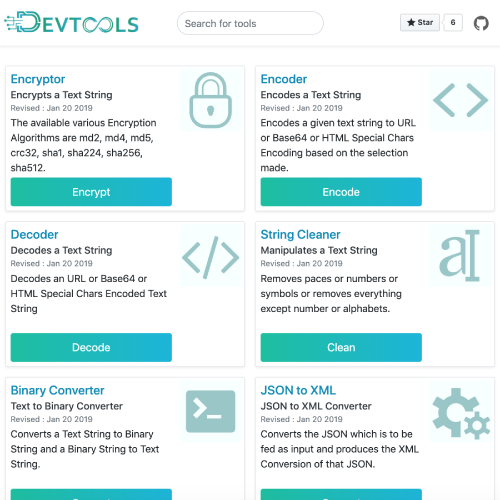 DEVTOOLS
Search for tools
Star
6
Encryptor
Encrypts a Text String
Revised : Jan 20 2019
The available various Encryption
Algorithms are md2, md4, md5,
crc32, sha1, sha224, sha256,
sha512.
Encrypt
Encoder
Encodes a Text String
Revised : Jan 20 2019
Encodes a given text string to URL
or Base64 or HTML Special Chars
Encoding based on the selection
made.
Encode
Decoder
Decodes a Text String
Revised : Jan 20 2019
Decodes an URL or Base64 or
HTML Special Chars Encoded Text
String
Decode
String Cleaner
Manipulates a Text String
Revised : Jan 20 2019
Removes paces or numbers or
symbols or removes everything
except number or alphabets.
Clean
Binary Converter
Text to Binary Converter
Revised : Jan 20 2019
Converts a Text String to Binary
String and a Binary String to Text
String.
JSON to XML
JSON to XML Converter
Revised : Jan 20 2019
Converts the JSON which is to be
fed as input and produces the XML
Conversion of that JSON.